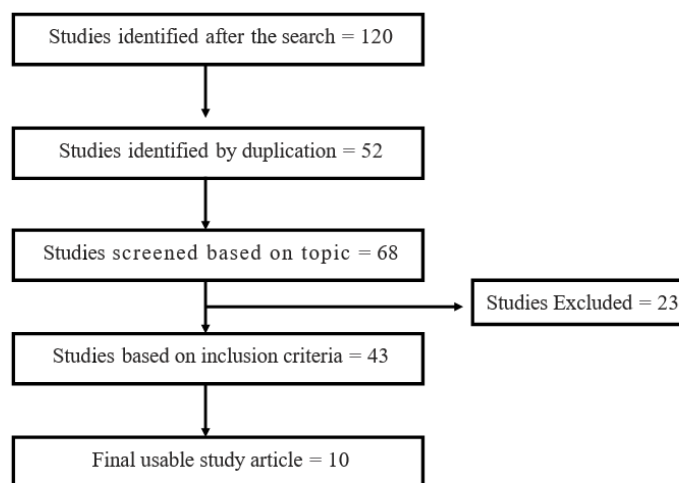 Studies identified after the search = 120
Studies identified by duplication = 52
Studies screened based on topic = 68
Studies Excluded = 23
Studies based on inclusion criteria = 43
Final usable study article = 10